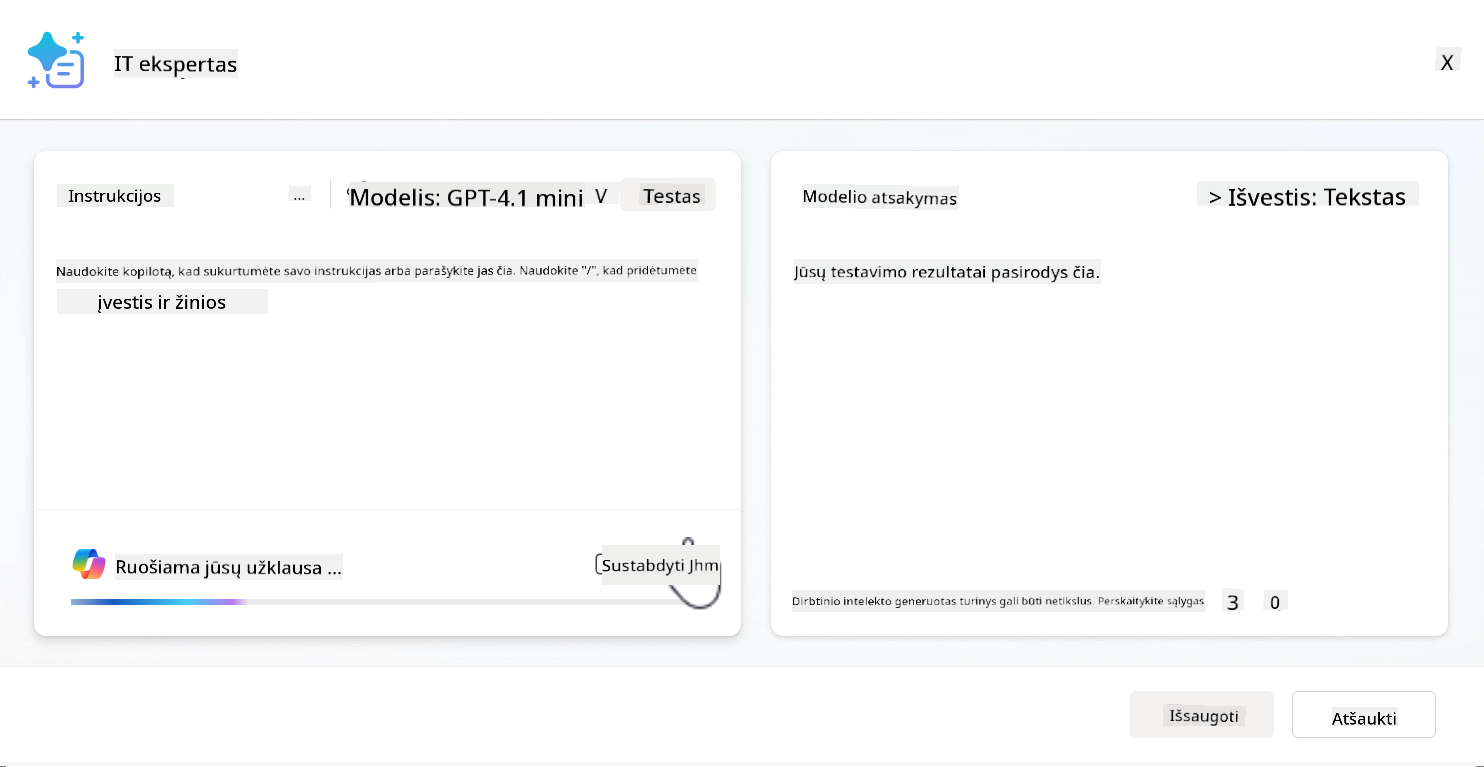 IT ekspertas
X
Instrukcijos
...
Modelis: GPT-4.1 mini
V
Testas
Naudokite kopilotą, kad sukurtumėte savo instrukcijas arba parašykite jas čia. Naudokite "/", kad pridėtumėte
įvestis ir žinios
Ruošiama jūsų užklausa ...
Sustabdyti Jhm
Modelio atsakymas
> Išvestis: Tekstas
Jūsų testavimo rezultatai pasirodys čia.
Dirbtinio intelekto generuotas turinys gali būti netikslus. Perskaitykite sąlygas
3
0
Išsaugoti
Atšaukti